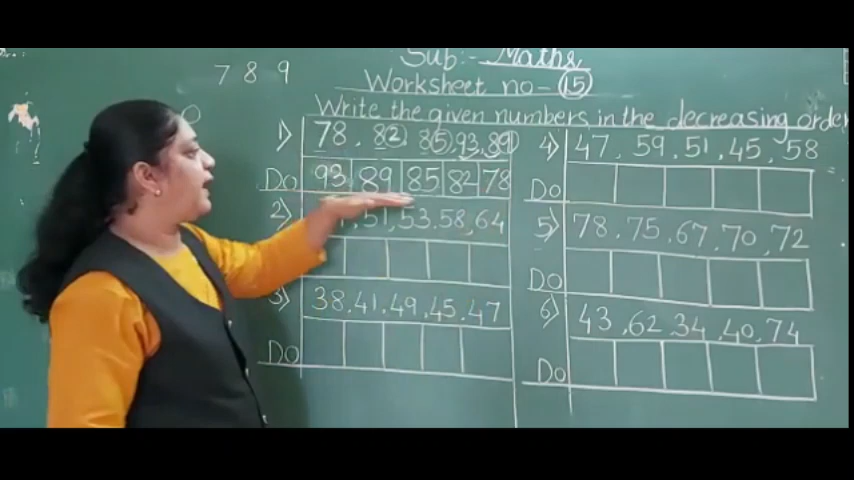 Sub:- Maths
7 8 9
Worksheet no- 15
Write the given numbers in the decreasing order
1) 78, 82, 85, 93, 89
Do 93 89 85 82 78
2) 51, 53, 58, 64
3) 38, 41, 49, 45, 47
Do
4) 47, 59, 51, 45, 58
Do
5) 78, 75, 67, 70, 72
Do
6) 43, 62, 34, 40, 74
Do